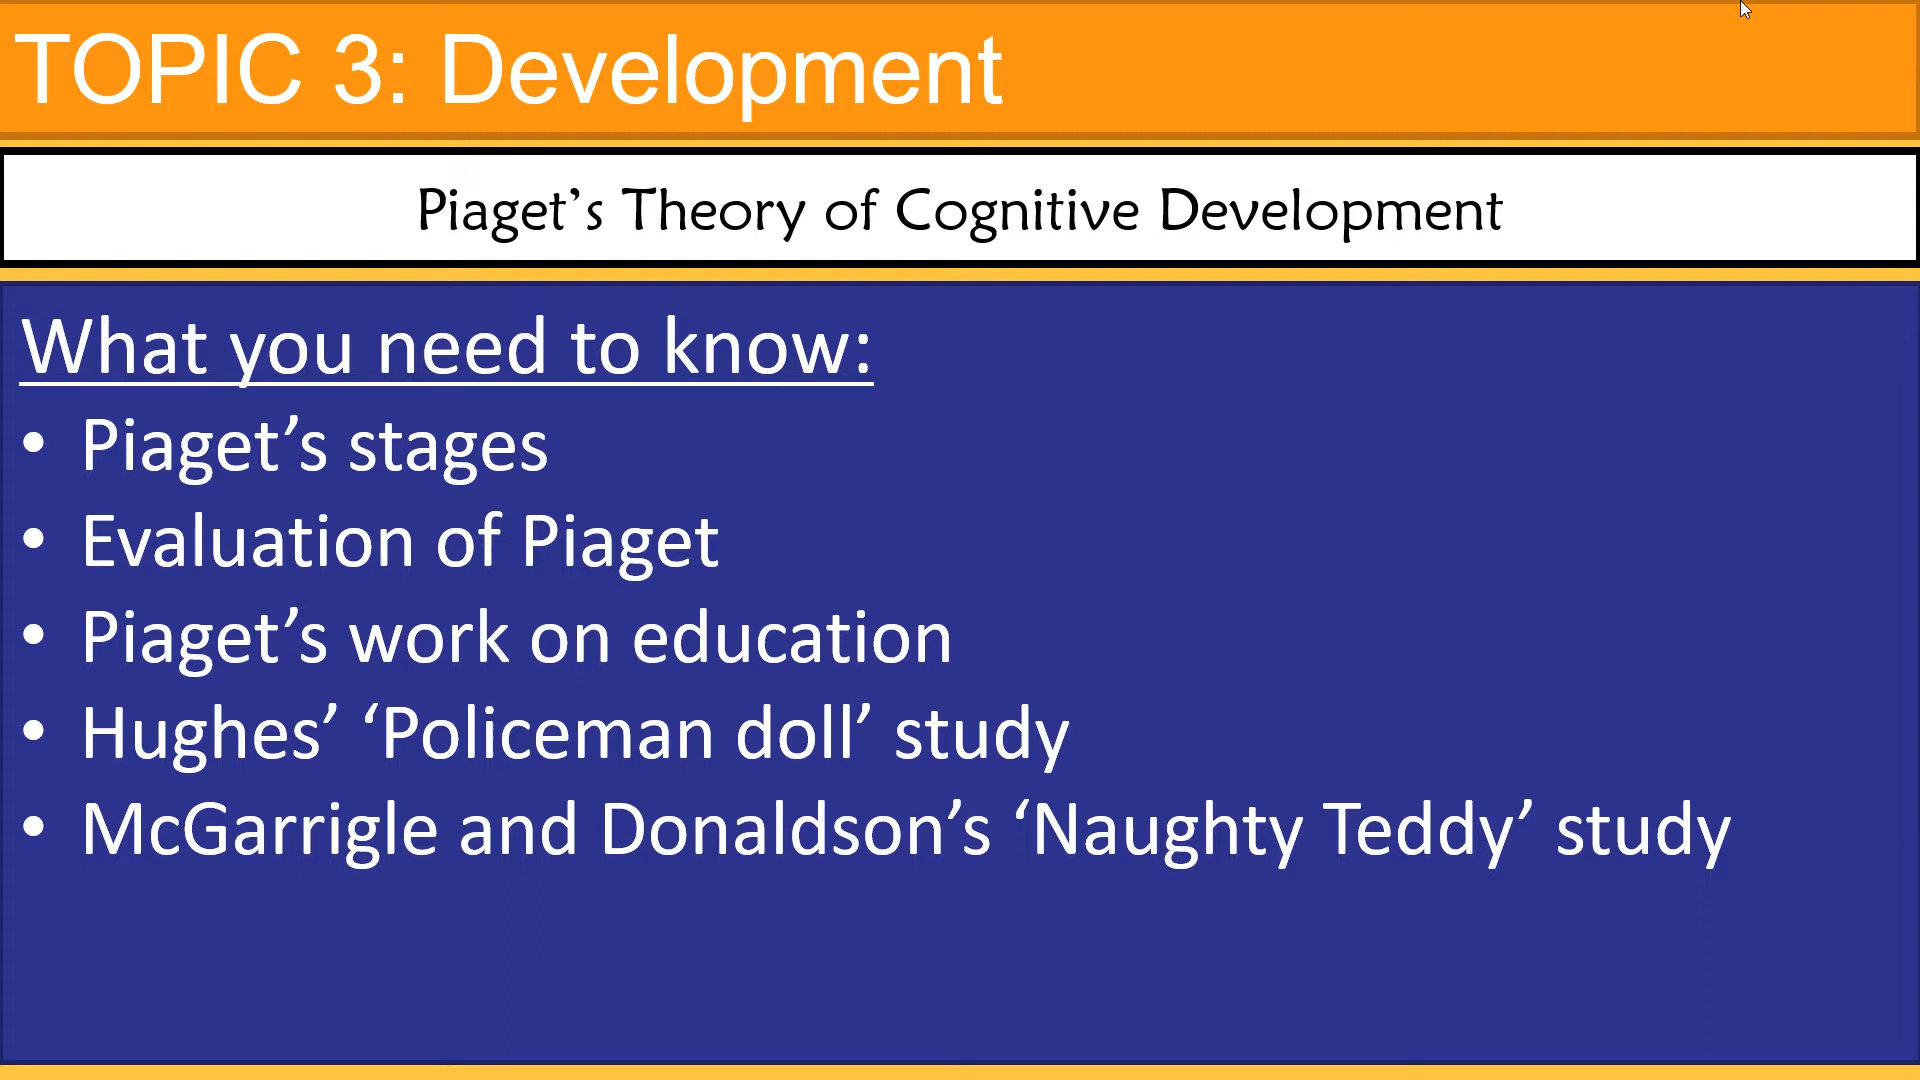 TOPIC 3: Development
Piaget’s Theory of Cognitive Development
What you need to know:
• Piaget’s stages
• Evaluation of Piaget
• Piaget’s work on education
• Hughes’ ‘Policeman doll’ study
• McGarrigle and Donaldson’s ‘Naughty Teddy’ study